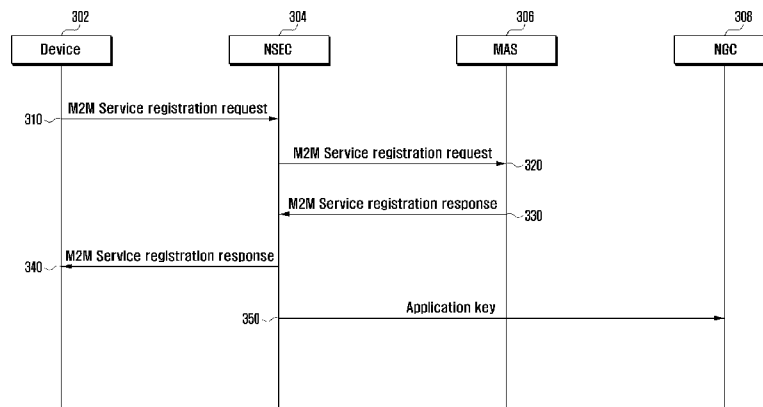 302
304
306
308
Device
NSEC
MAS
NGC
M2M Service registration request
310
M2M Service registration request
320
M2M Service registration response
330
M2M Service registration response
340
Application key
350